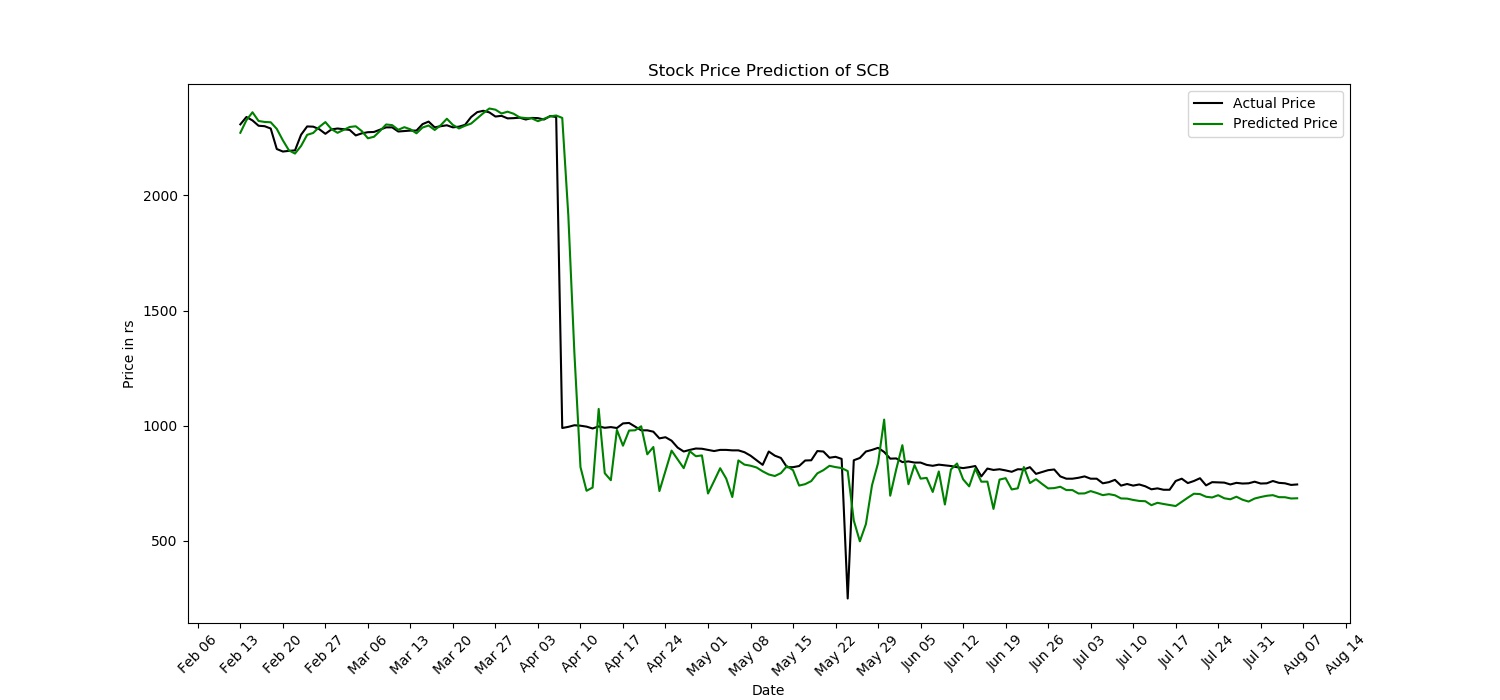 Stock Price Prediction of SCB
Actual Price
Predicted Price
Price in rs
2000
1500
1000
500
Feb 06
Feb 13
Feb 20
Feb 27
Mar 06
Mar 13
Mar 20
Mar 27
Apr 03
Apr 10
Apr 17
Apr 24
May 01
May 08
May 15
May 22
May 29
Jun 05
Jun 12
Jun 19
Jun 26
Jul 03
Jul 10
Jul 17
Jul 24
Jul 31
Aug 07
Aug 14
Date